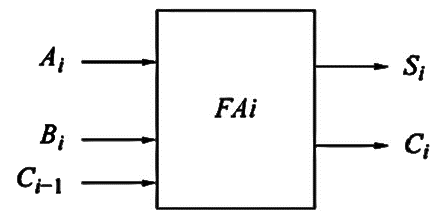 A_i
S_i
FAi
B_i
C_i
C_{i-1}